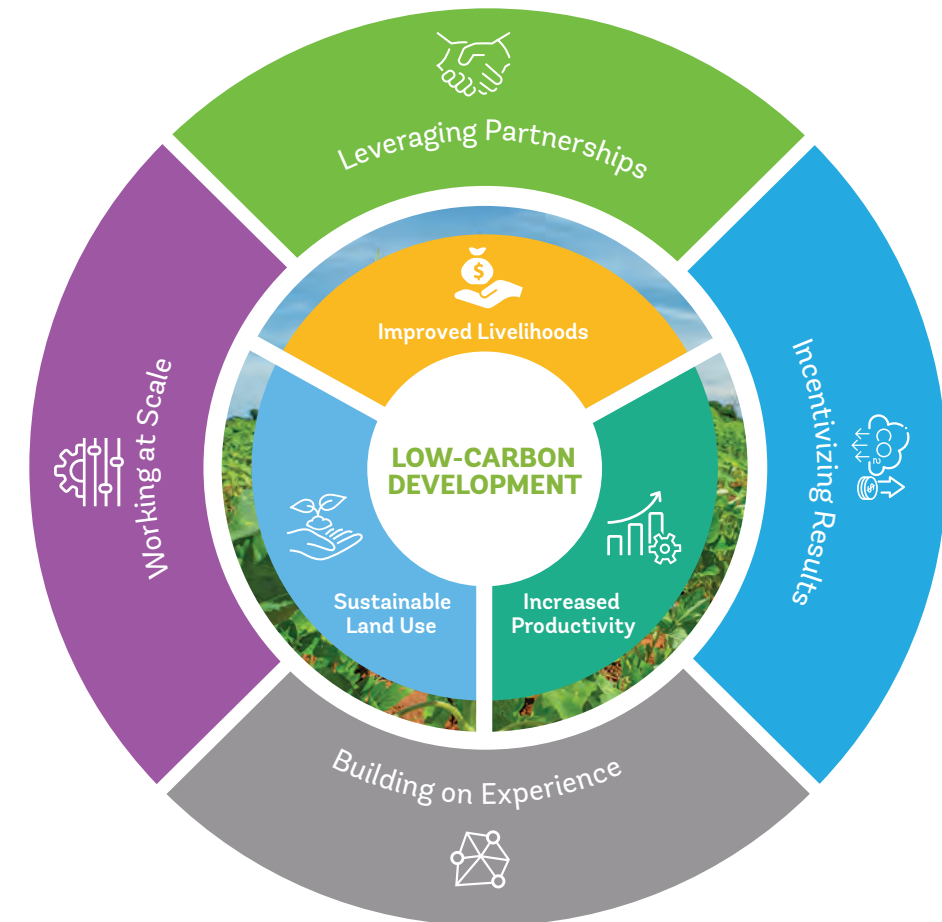 Leveraging Partnerships
Incentivizing Results
CO2
$
Building on Experience
Working at Scale
$
Improved Livelihoods
LOW-CARBON
DEVELOPMENT
Sustainable
Land Use
Increased
Productivity